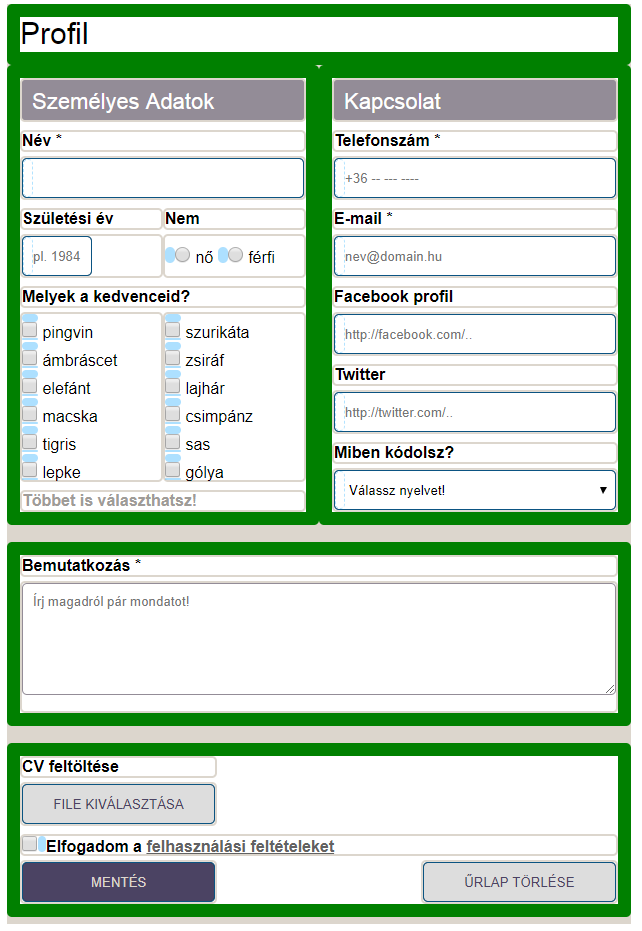 Profil
Személyes Adatok
Név *
Születési év
Nem
pl. 1984
nő
férfi
Melyek a kedvenceid?
pingvin
szurikáta
ámbráscet
zsiráf
elefánt
lajhár
macska
csimpánz
tigris
sas
lepke
gólya
Többet is választhatsz!
Kapcsolat
Telefonszám *
+36 -- --- ----
E-mail *
nev@domain.hu
Facebook profil
http://facebook.com/..
Twitter
http://twitter.com/..
Miben kódolsz?
Válassz nyelvet!
Bemutatkozás *
Írj magadról pár mondatot!
CV feltöltése
FILE KIVÁLASZTÁSA
Elfogadom a felhasználási feltételeket
MENTÉS
ŰRLAP TÖRLÉSE